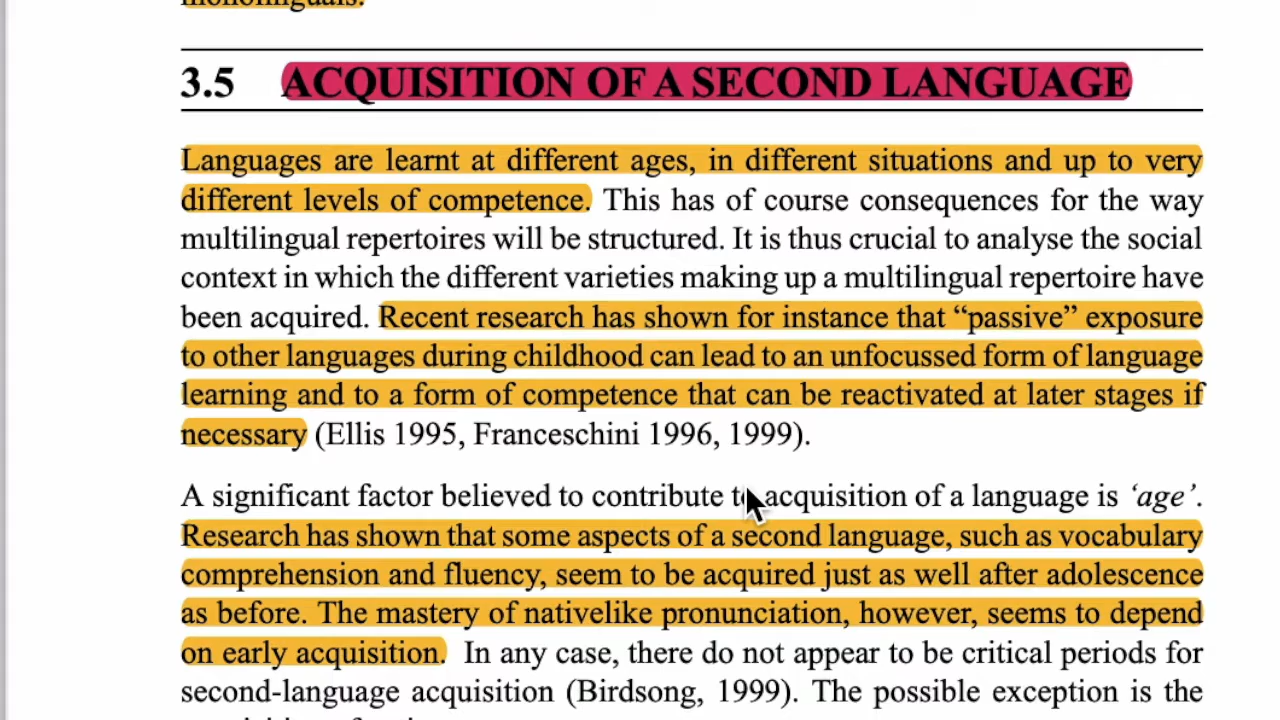 monolinguals.
3.5 ACQUISITION OF A SECOND LANGUAGE
Languages are learnt at different ages, in different situations and up to very
different levels of competence. This has of course consequences for the way
multilingual repertoires will be structured. It is thus crucial to analyse the social
context in which the different varieties making up a multilingual repertoire have
been acquired. Recent research has shown for instance that “passive” exposure
to other languages during childhood can lead to an unfocussed form of language
learning and to a form of competence that can be reactivated at later stages if
necessary (Ellis 1995, Franceschini 1996, 1999).
A significant factor believed to contribute to acquisition of a language is ‘age’.
Research has shown that some aspects of a second language, such as vocabulary
comprehension and fluency, seem to be acquired just as well after adolescence
as before. The mastery of nativelike pronunciation, however, seems to depend
on early acquisition. In any case, there do not appear to be critical periods for
second-language acquisition (Birdsong, 1999). The possible exception is the